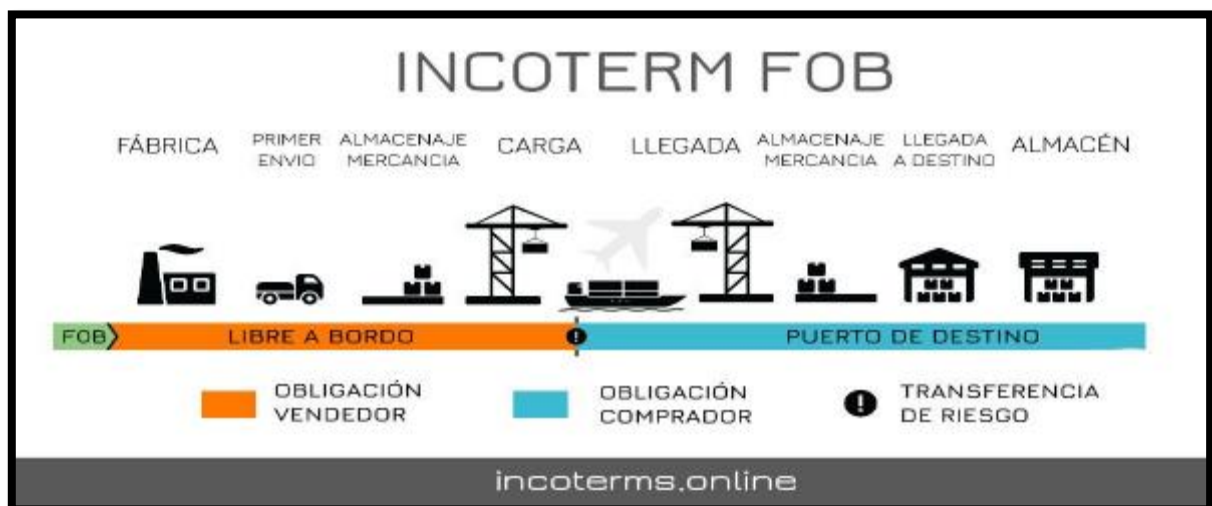 INCOTERM FOB
FÁBRICA
PRIMER
ENVIO
ALMACENAJE
MERCANCIA
CARGA
LLEGADA
ALMACENAJE
MERCANCIA
LLEGADA
A DESTINO
ALMACÉN
FOB
LIBRE A BORDO
!
PUERTO DE DESTINO
OBLIGACIÓN
VENDEDOR
OBLIGACIÓN
COMPRADOR
!
TRANSFERENCIA
DE RIESGO
incoterms.online